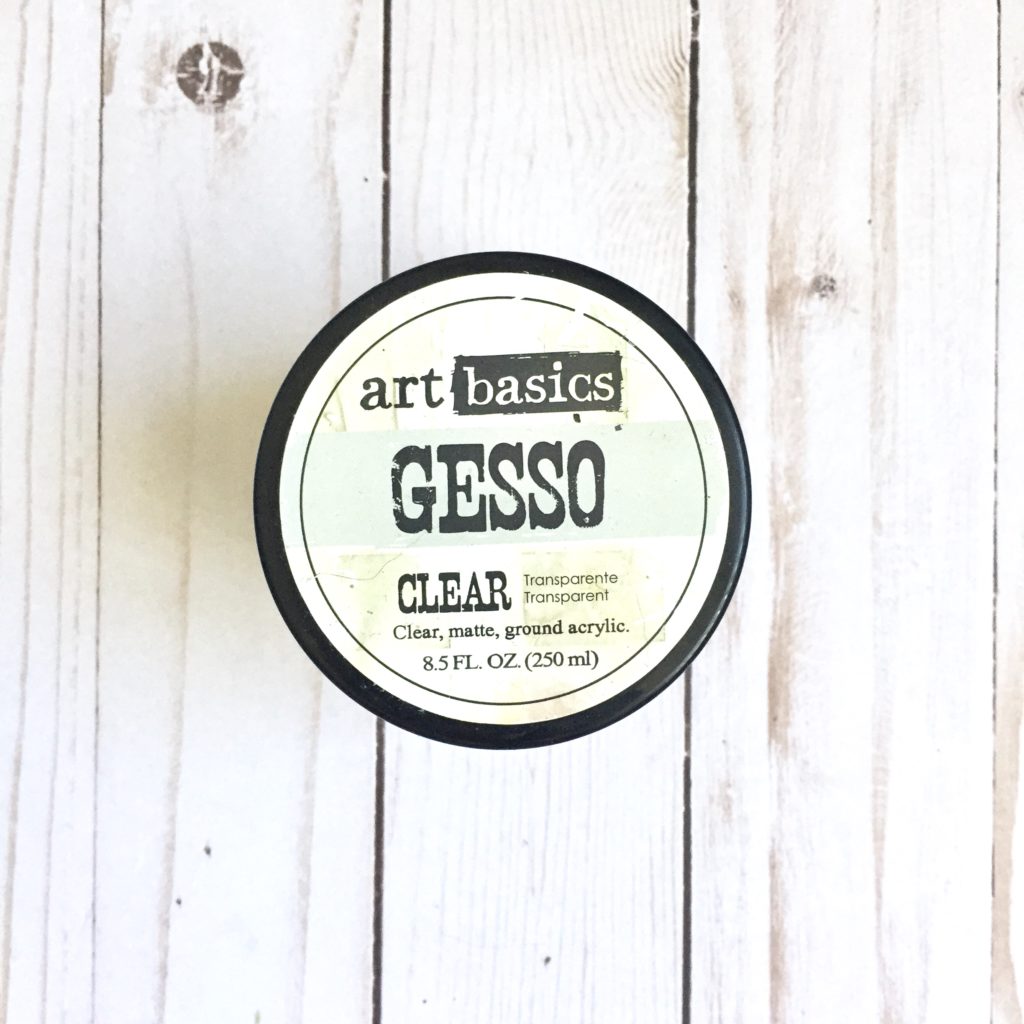 art basics
GESSO
CLEAR Transparente
Transparent
Clear, matte, ground acrylic.
8.5 FL. OZ. (250 ml)